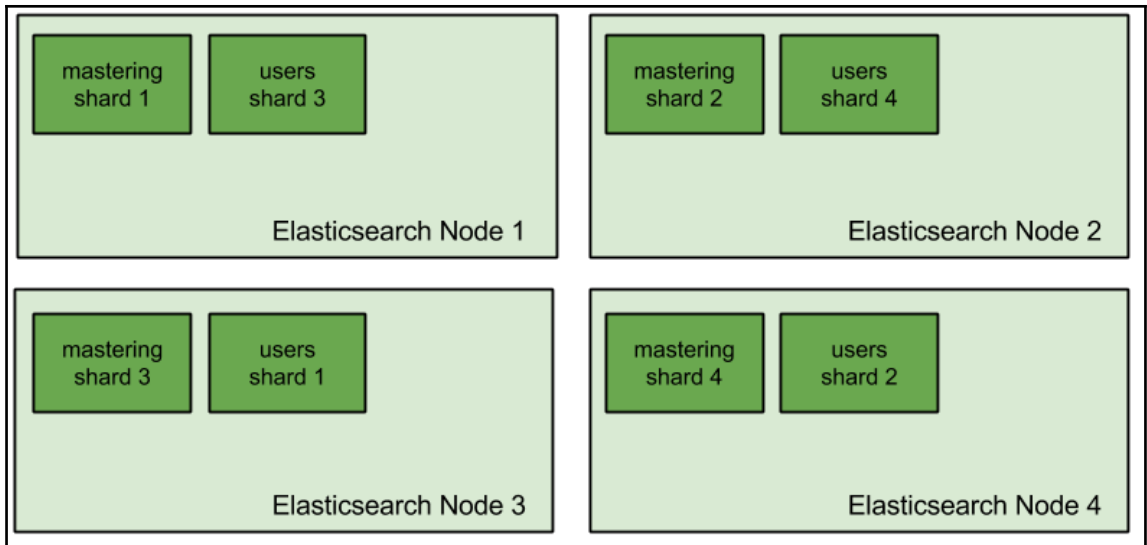 mastering
shard 1
users
shard 3
Elasticsearch Node 1
mastering
shard 2
users
shard 4
Elasticsearch Node 2
mastering
shard 3
users
shard 1
Elasticsearch Node 3
mastering
shard 4
users
shard 2
Elasticsearch Node 4